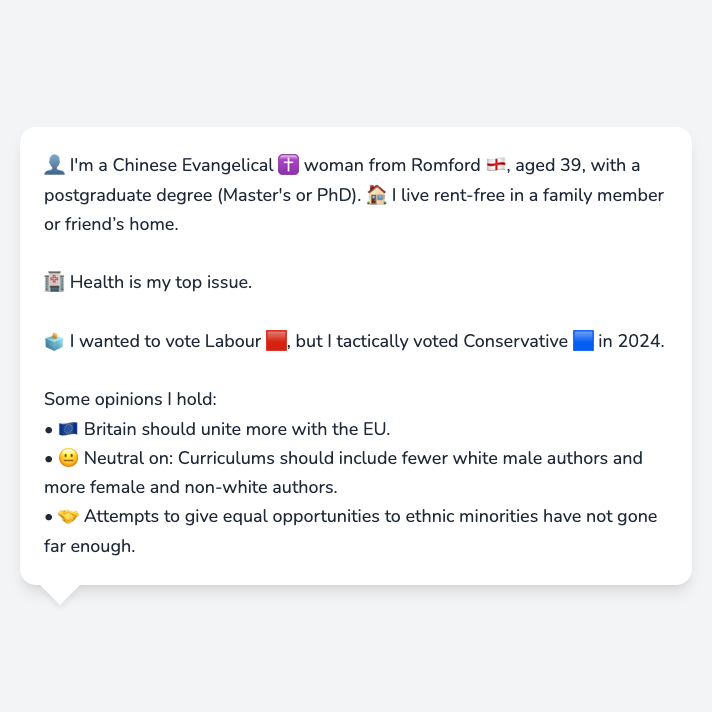 👤 I'm a Chinese Evangelical ✝️ woman from Romford 🏴󠁧󠁢󠁥󠁮󠁧󠁿, aged 39, with a
postgraduate degree (Master's or PhD). 🏠 I live rent-free in a family member
or friend’s home.
🏥 Health is my top issue.
🗳️ I wanted to vote Labour 🟥, but I tactically voted Conservative 🟦 in 2024.
Some opinions I hold:
• 🇪🇺 Britain should unite more with the EU.
• 😐 Neutral on: Curriculums should include fewer white male authors and
more female and non-white authors.
• 🤝 Attempts to give equal opportunities to ethnic minorities have not gone
far enough.